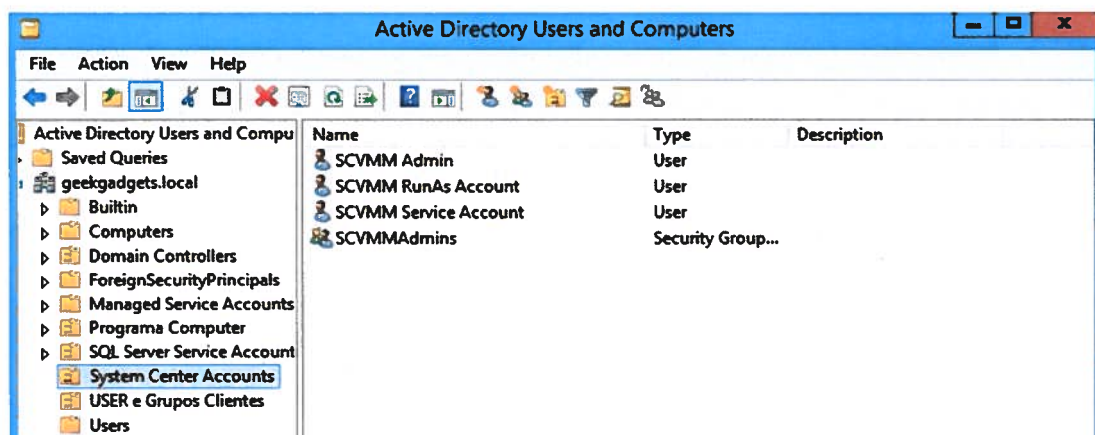 Active Directory Users and Computers
File Action View Help
Active Directory Users and Compu
Saved Queries
geekgadgets.local
Builtin
Computers
Domain Controllers
ForeignSecurityPrincipals
Managed Service Accounts
Programa Computer
SQL Server Service Account
System Center Accounts
USER e Grupos Clientes
Users
Name Type Description
SCVMM Admin User
SCVMM RunAs Account User
SCVMM Service Account User
SCVMMAdmins Security Group...